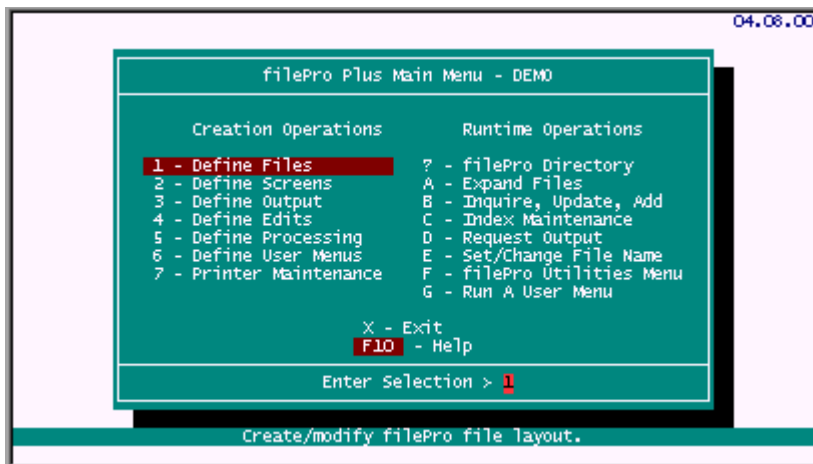 04.08.00
filePro Plus Main Menu - DEMO
Creation Operations Runtime Operations
1 - Define Files ? - filePro Directory
2 - Define Screens A - Expand Files
3 - Define Output B - Inquire, Update, Add
4 - Define Edits C - Index Maintenance
5 - Define Processing D - Request Output
6 - Define User Menus E - Set/Change File Name
7 - Printer Maintenance F - filePro Utilities Menu
G - Run A User Menu
X - Exit
F10 - Help
Enter Selection > 1
Create/modify filePro file layout.